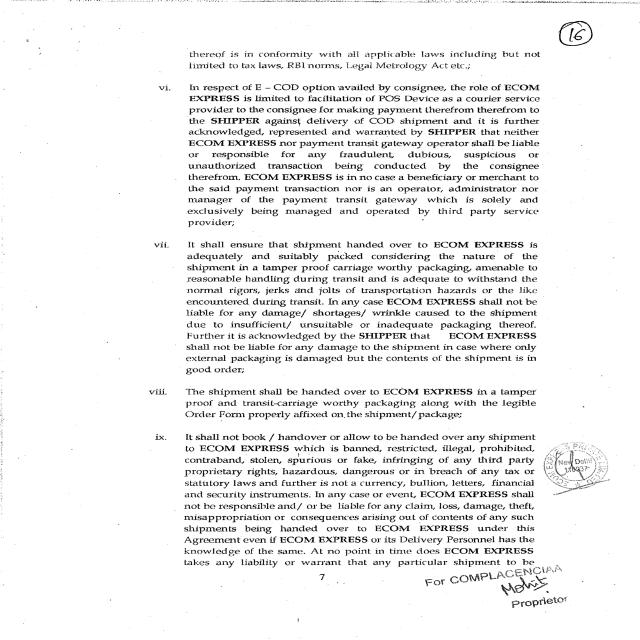 16
thereof is in conformity with all applicable laws including but not
limited to tax laws, RBI norms, Legal Metrology Act etc.;
vi. In respect of E – COD option availed by consignee, the role of ECOM
EXPRESS is limited to facilitation of POS Device as a courier service
provider to the consignee for making payment therefrom therefrom to
the SHIPPER against delivery of COD shipment and it is further
acknowledged, represented and warranted by SHIPPER that neither
ECOM EXPRESS nor payment transit gateway operator shall be liable
or responsible for any fraudulent, dubious, suspicious or
unauthorized transaction being conducted by the consignee
therefrom. ECOM EXPRESS is in no case a beneficiary or merchant to
the said payment transaction nor is an operator, administrator nor
manager of the payment transit gateway which is solely and
exclusively being managed and operated by third party service
provider;
vii. It shall ensure that shipment handed over to ECOM EXPRESS is
adequately and suitably packed considering the nature of the
shipment in a tamper proof carriage worthy packaging, amenable to
reasonable handling during transit and is adequate to withstand the
normal rigors, jerks and jolts of transportation hazards or the like
encountered during transit. In any case ECOM EXPRESS shall not be
liable for any damage/ shortages/ wrinkle caused to the shipment
due to insufficient/ unsuitable or inadequate packaging thereof.
Further it is acknowledged by the SHIPPER that ECOM EXPRESS
shall not be liable for any damage to the shipment in case where only
external packaging is damaged but the contents of the shipment is in
good order;
viii. The shipment shall be handed over to ECOM EXPRESS in a tamper
proof and transit-carriage worthy packaging along with the legible
Order Form properly affixed on the shipment/package;
ix. It shall not book / handover or allow to be handed over any shipment
to ECOM EXPRESS which is banned, restricted, illegal, prohibited,
contraband, stolen, spurious or fake, infringing of any third party
proprietary rights, hazardous, dangerous or in breach of any tax or
statutory laws and further is not a currency, bullion, letters, financial
and security instruments. In any case or event, ECOM EXPRESS shall
not be responsible and/ or be liable for any claim, loss, damage, theft,
misappropriation or consequences arising out of contents of any such
shipments being handed over to ECOM EXPRESS under this
Agreement even if ECOM EXPRESS or its Delivery Personnel has the
knowledge of the same. At no point in time does ECOM EXPRESS
takes any liability or warrant that any particular shipment to be
7
New Delhi
For COMPLACENCIAA
Mohit
Proprietor